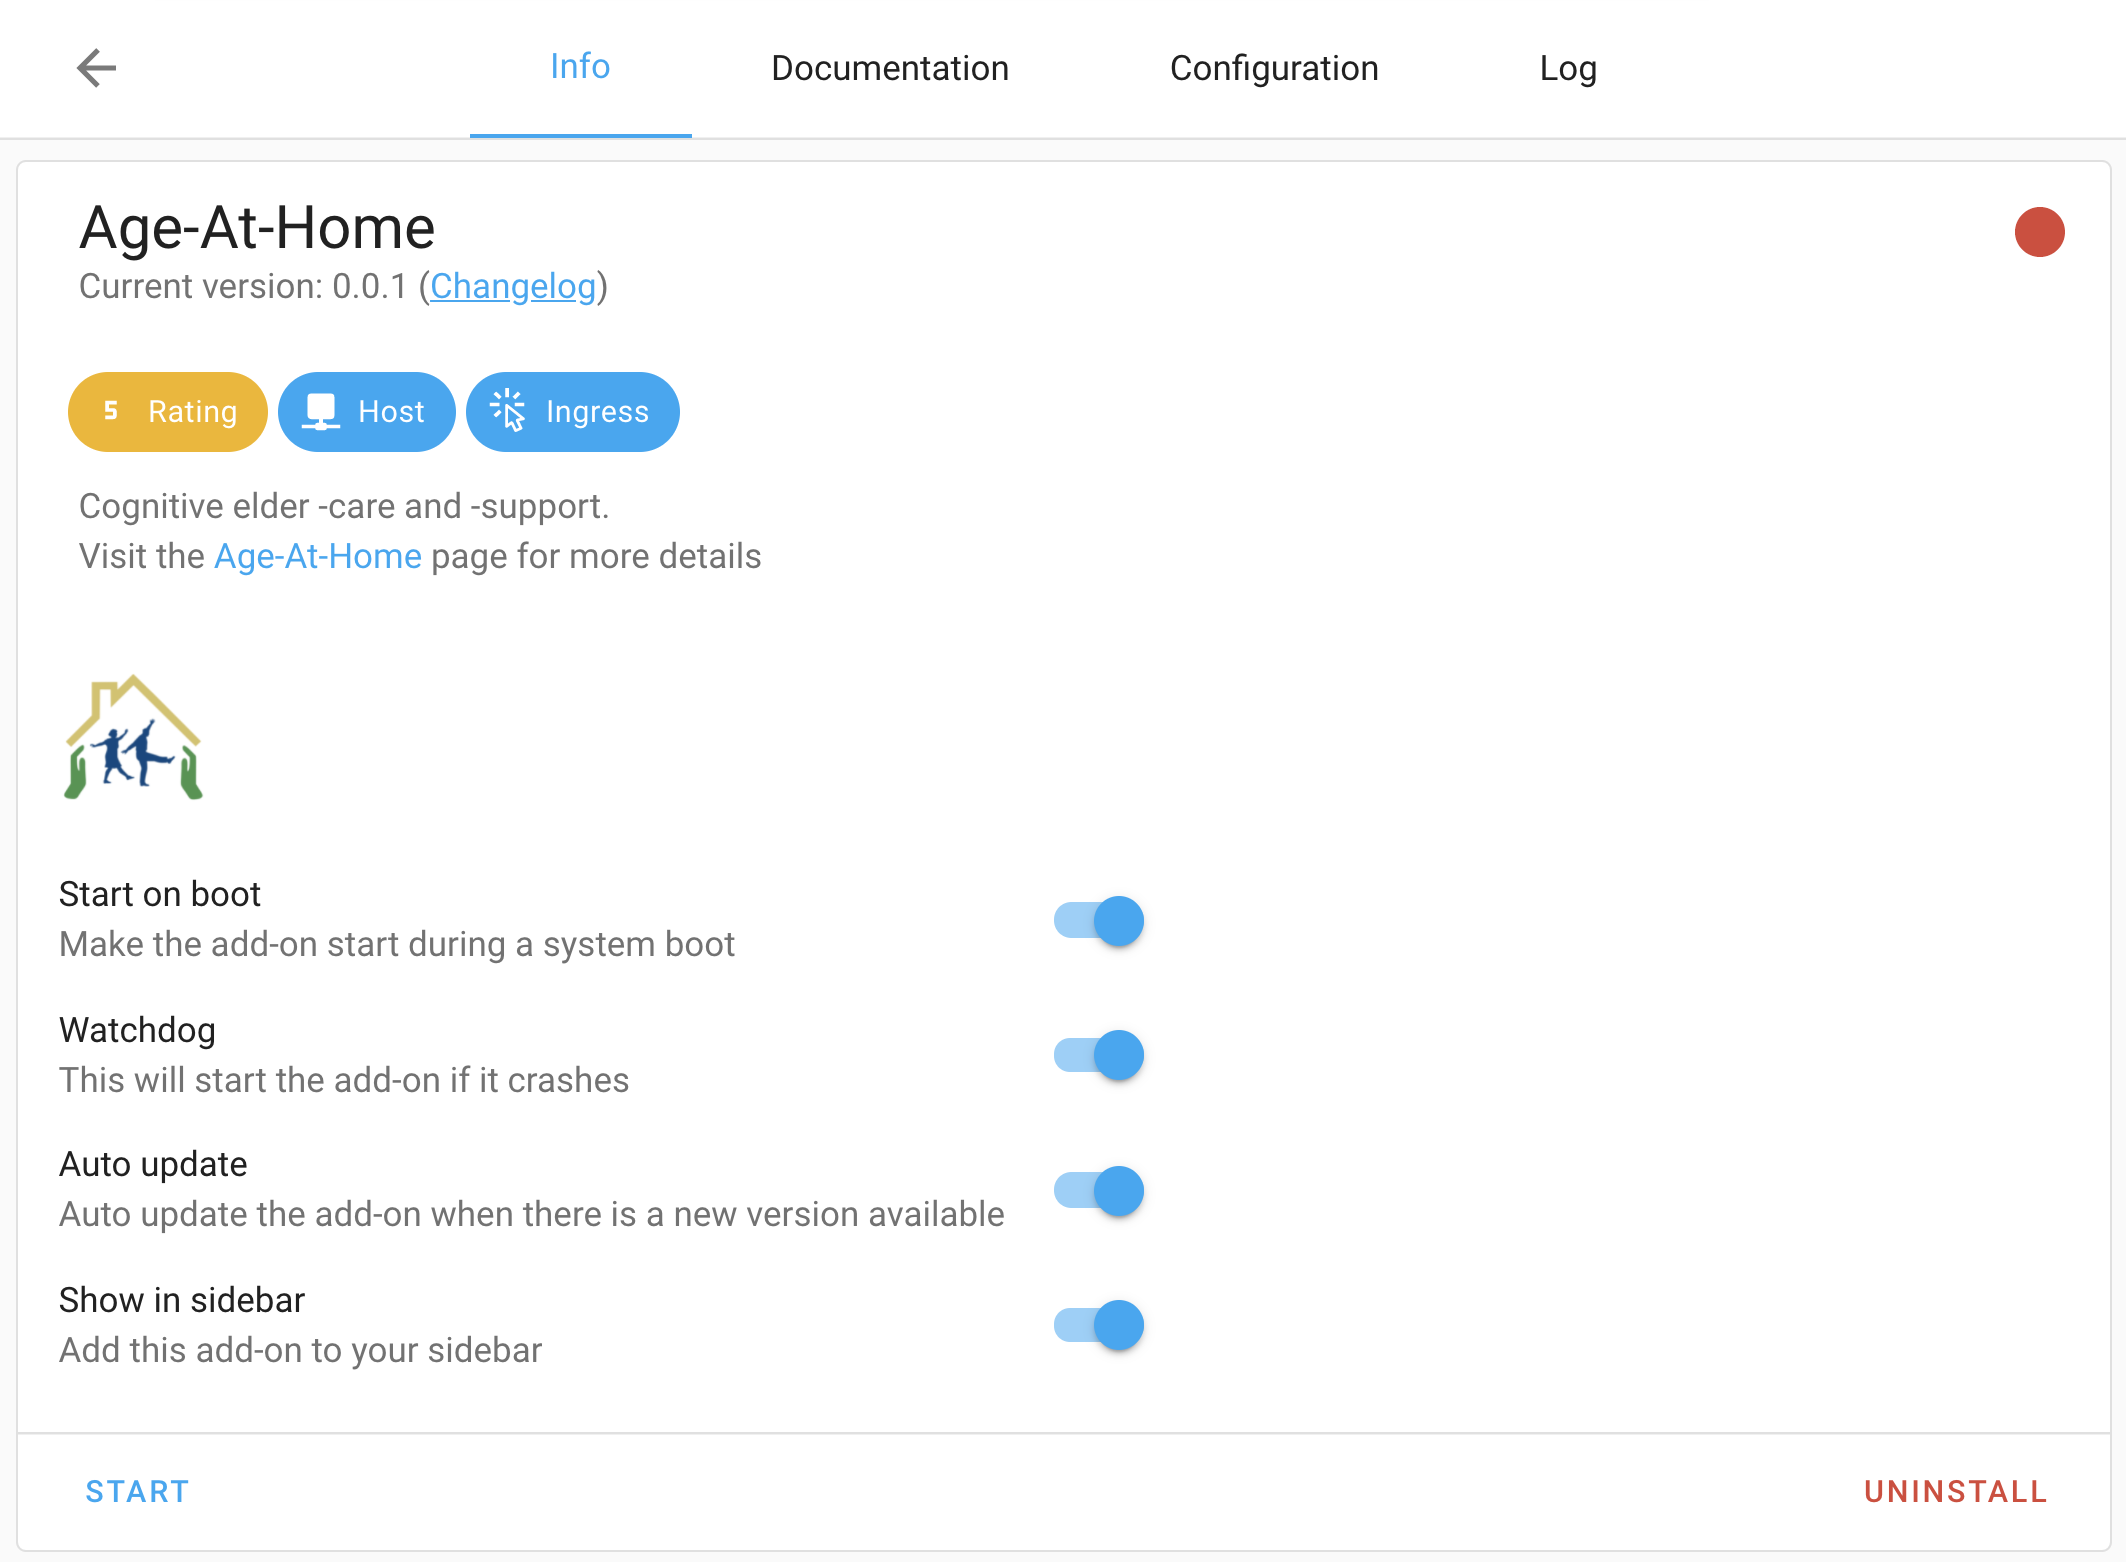 Info Documentation Configuration Log
Age-At-Home
Current version: 0.0.1 (Changelog)
5 Rating Host Ingress
Cognitive elder -care and -support.
Visit the Age-At-Home page for more details
Start on boot
Make the add-on start during a system boot
Watchdog
This will start the add-on if it crashes
Auto update
Auto update the add-on when there is a new version available
Show in sidebar
Add this add-on to your sidebar
START UNINSTALL